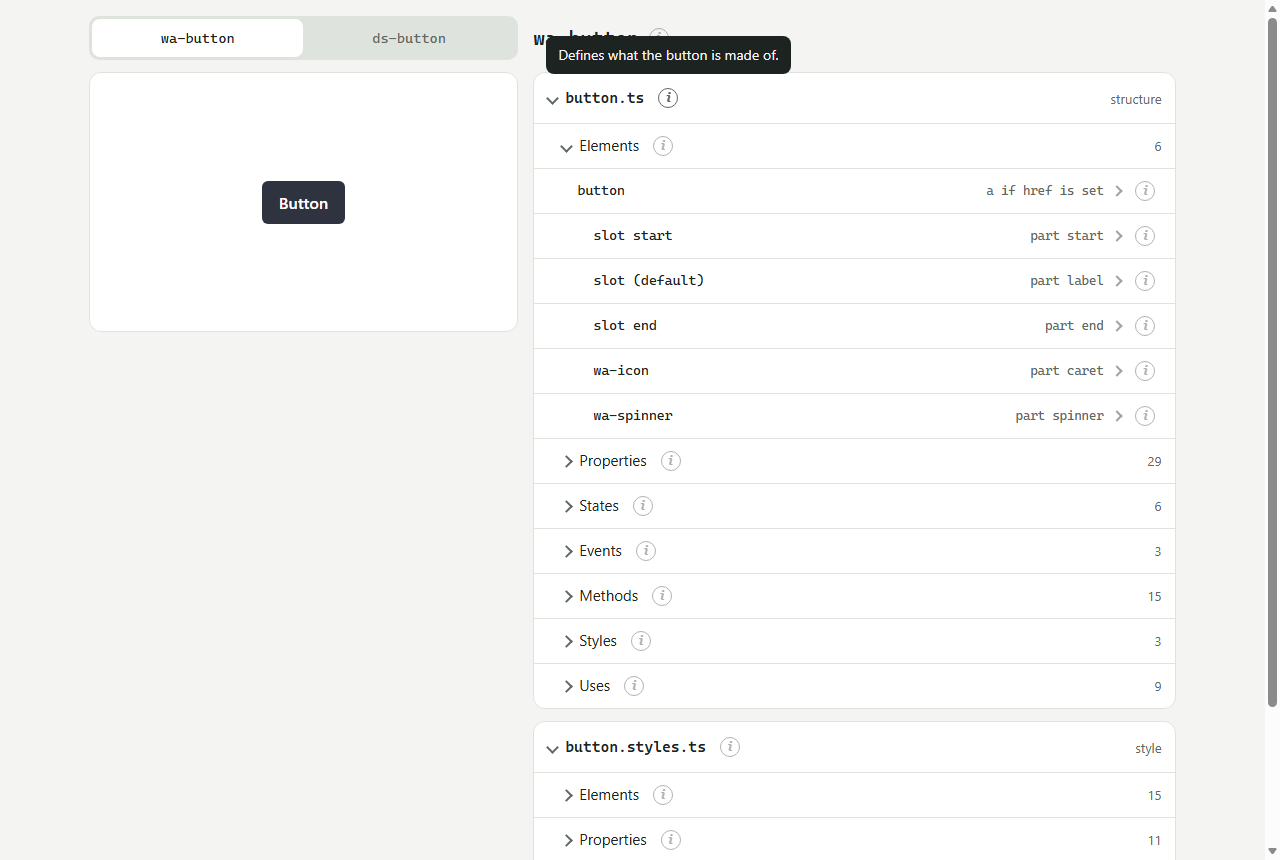 wa-button
ds-button
Defines what the button is made of.
button.ts i structure
Elements i 6
button a if href is set i
slot start part start i
slot (default) part label i
slot end part end i
wa-icon part caret i
wa-spinner part spinner i
Properties i 29
States i 6
Events i 3
Methods i 15
Styles i 3
Uses i 9
button.styles.ts i style
Elements i 15
Properties i 11
Button